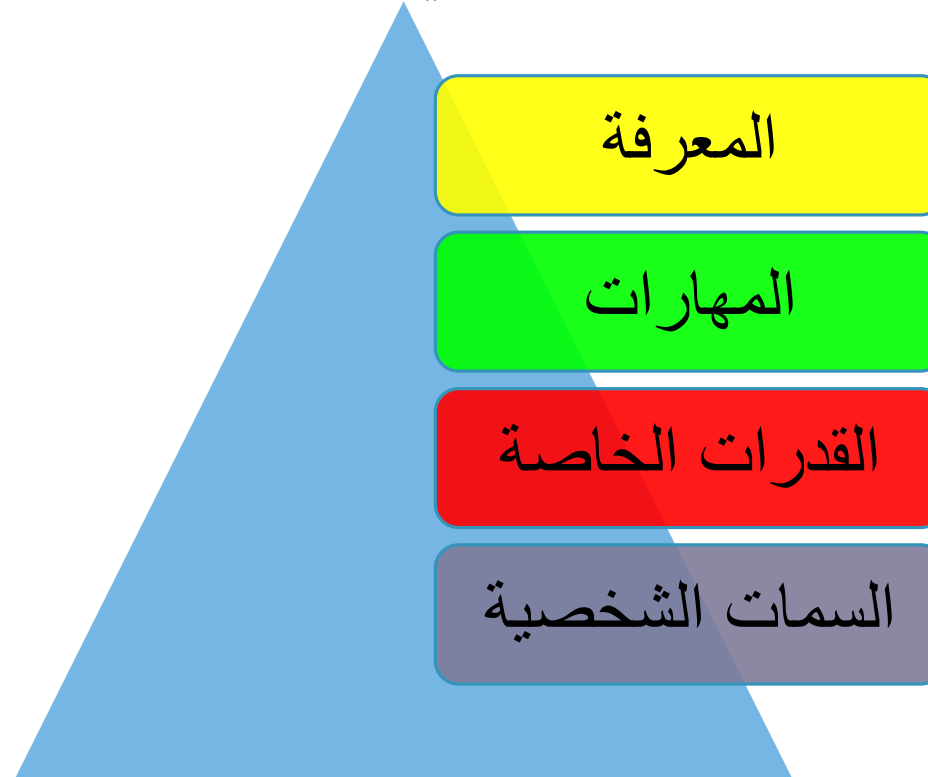 المعرفة
المهارات
القدرات الخاصة
السمات الشخصية